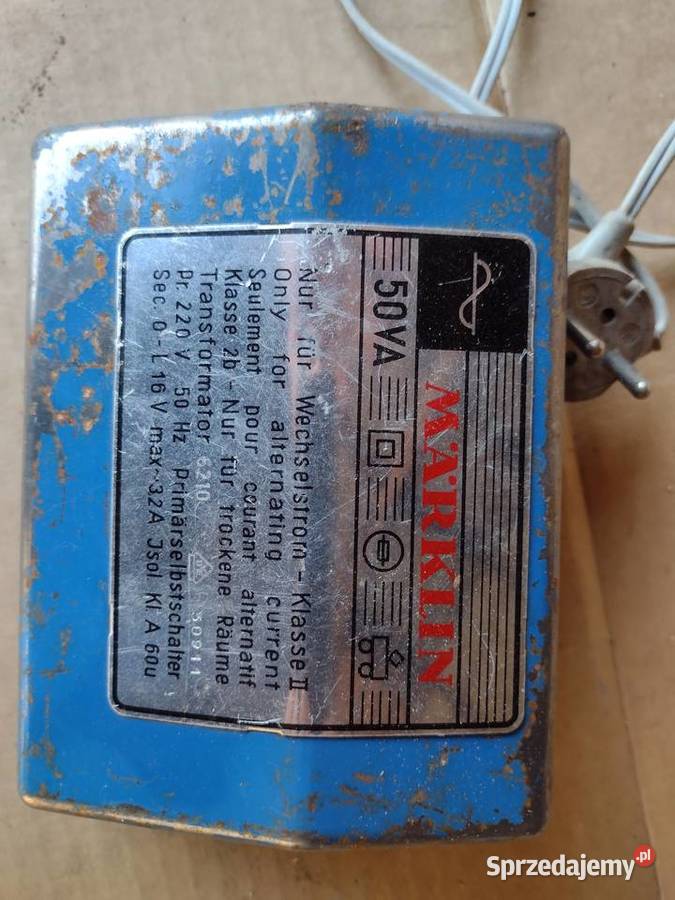 MÄRKLIN
50VA
Nur für Wechselstrom - Klasse II
Only for alternating current
Seulement pour courant alternatif
Klasse 2b - Nur für trockene Räume
Transformator 6210 50911
Pr. 220 V 50 Hz Primärselbstschalter
Sec. 0 - L 16 V max~3,2A Jsol Kl A 60u
Sprzedajemy.pl